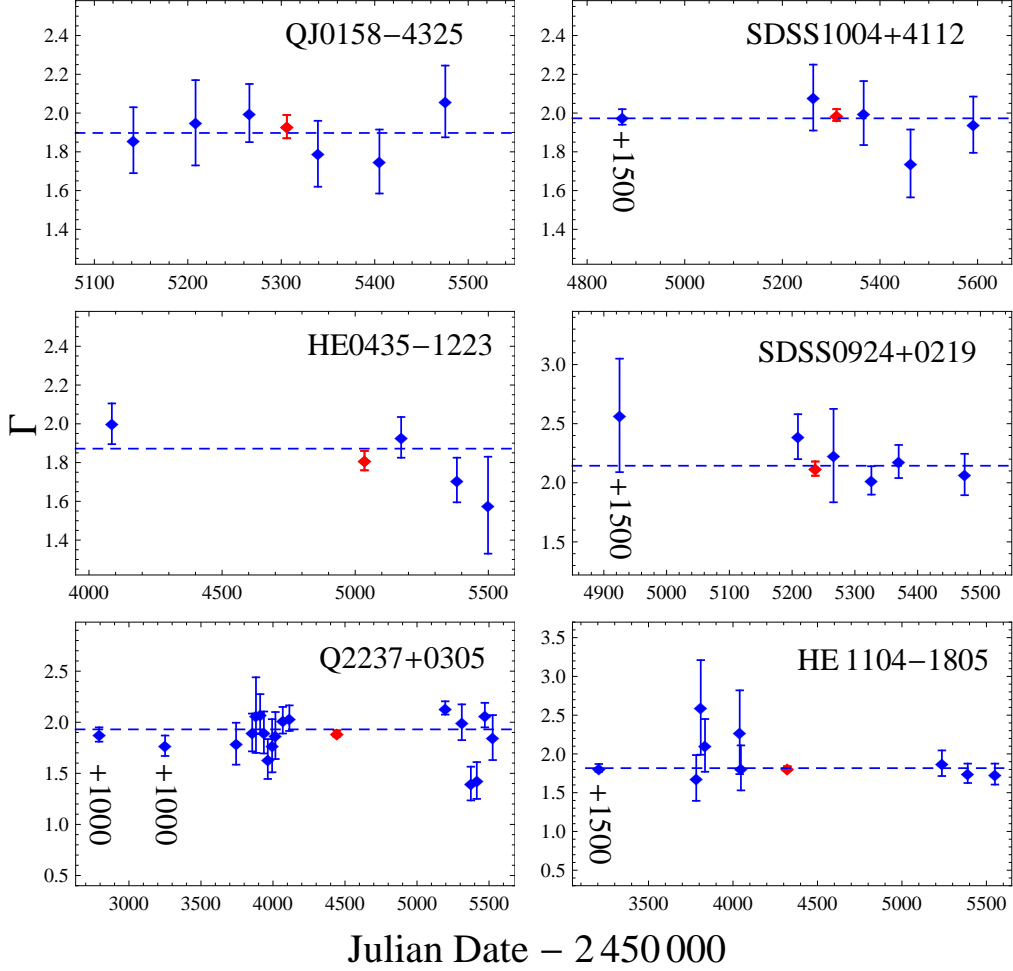 QJ0158−4325
2.4
2.2
2.0
1.8
1.6
1.4
5100 5200 5300 5400 5500
SDSS1004+4112
2.4
2.2
2.0
1.8
1.6
1.4
+1500
4800 5000 5200 5400 5600
HE0435−1223
2.4
2.2
2.0
1.8
1.6
1.4
4000 4500 5000 5500
SDSS0924+0219
3.0
2.5
2.0
1.5
+1500
4900 5000 5100 5200 5300 5400 5500
Γ
Q2237+0305
2.5
2.0
1.5
1.0
0.5
+1000
+1000
3000 3500 4000 4500 5000 5500
HE 1104−1805
3.5
3.0
2.5
2.0
1.5
1.0
0.5
+1500
3500 4000 4500 5000 5500
Julian Date − 2 450 000